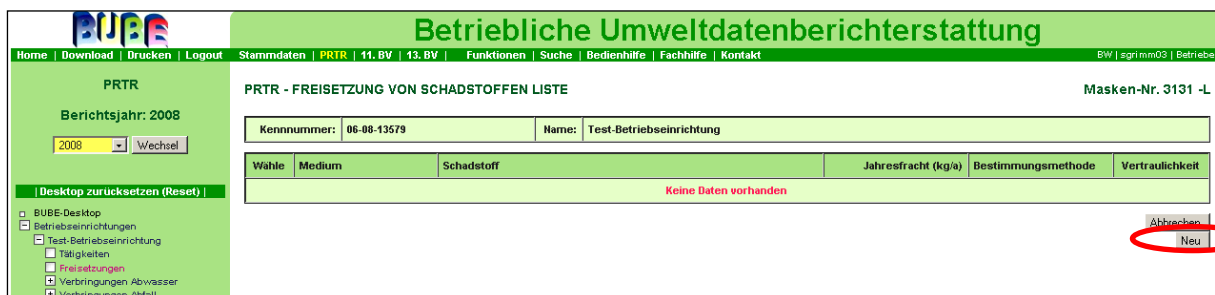 BUBE
Betriebliche Umweltdatenberichterstattung
Home | Download | Drucken | Logout Stammdaten | PRTR | 11. BV | 13. BV | Funktionen | Suche | Bedienhilfe | Fachhilfe | Kontakt BW | sgrimm03 | Betriebe
PRTR
Berichtsjahr: 2008
2008 Wechsel
| Desktop zurücksetzen (Reset) |
BUBE-Desktop
Betriebseinrichtungen
Test-Betriebseinrichtung
Tätigkeiten
Freisetzungen
Verbringungen Abwasser
Verbringungen Abfall
PRTR - FREISETZUNG VON SCHADSTOFFEN LISTE Masken-Nr. 3131 -L
Kennnummer: 06-08-13579 Name: Test-Betriebseinrichtung
Wähle Medium Schadstoff Jahresfracht (kg/a) Bestimmungsmethode Vertraulichkeit
Keine Daten vorhanden
Abbrechen
Neu